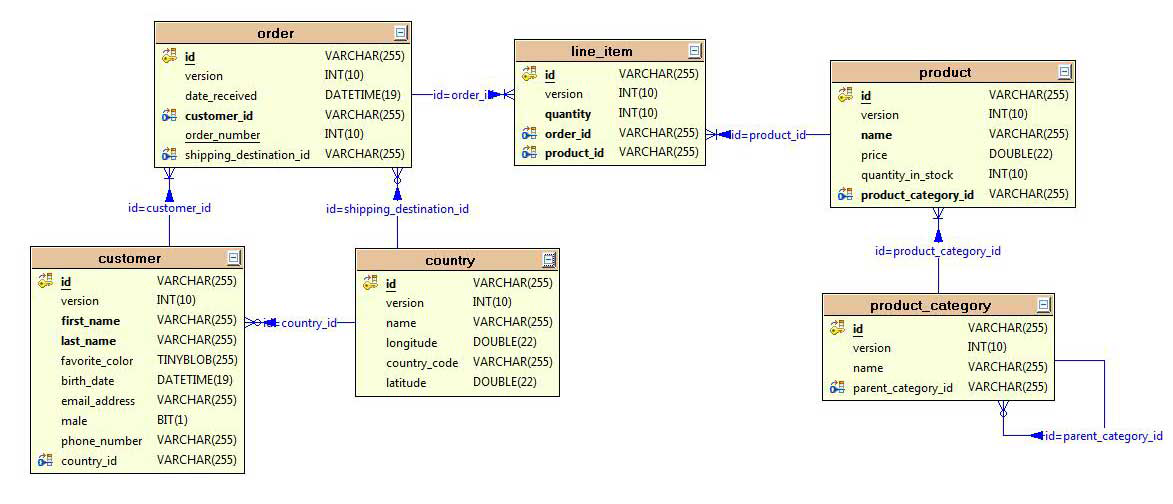 order
id VARCHAR(255)
version INT(10)
date_received DATETIME(19)
customer_id VARCHAR(255)
order_number INT(10)
shipping_destination_id VARCHAR(255)
id=order_i
line_item
id VARCHAR(255)
version INT(10)
quantity INT(10)
order_id VARCHAR(255)
product_id VARCHAR(255)
id=product_id
product
id VARCHAR(255)
version INT(10)
name VARCHAR(255)
price DOUBLE(22)
quantity_in_stock INT(10)
product_category_id VARCHAR(255)
id=customer_id
id=shipping_destination_id
id=product_category_id
customer
id VARCHAR(255)
version INT(10)
first_name VARCHAR(255)
last_name VARCHAR(255)
favorite_color TINYBLOB(255)
birth_date DATETIME(19)
email_address VARCHAR(255)
male BIT(1)
phone_number VARCHAR(255)
country_id VARCHAR(255)
id=country_id
country
id VARCHAR(255)
version INT(10)
name VARCHAR(255)
longitude DOUBLE(22)
country_code VARCHAR(255)
latitude DOUBLE(22)
product_category
id VARCHAR(255)
version INT(10)
name VARCHAR(255)
parent_category_id VARCHAR(255)
id=parent_category_id